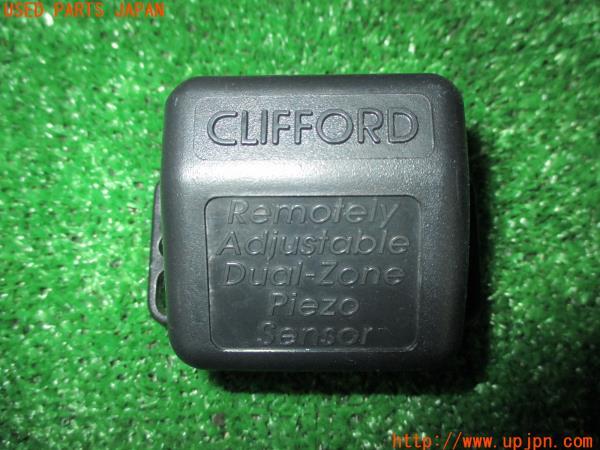 USED PARTS JAPAN
CLIFFORD
Remotely
Adjustable
Dual-Zone
Piezo
Sensor
http://www.upjpn.com